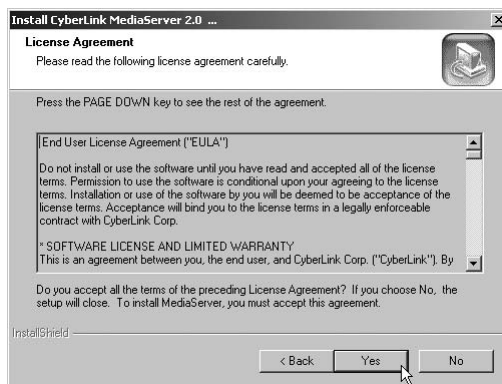 Install CyberLink MediaServer 2.0 ...
License Agreement
Please read the following license agreement carefully.
Press the PAGE DOWN key to see the rest of the agreement.
End User License Agreement ("EULA")
Do not install or use the software until you have read and accepted all of the license
terms. Permission to use the software is conditional upon your agreeing to the license
terms. Installation or use of the software by you will be deemed to be acceptance of the
license terms. Acceptance will bind you to the license terms in a legally enforceable
contract with CyberLink Corp.
* SOFTWARE LICENSE AND LIMITED WARRANTY
This is an agreement between you, the end user, and CyberLink Corp. ("CyberLink"). By
Do you accept all the terms of the preceding License Agreement? If you choose No, the
setup will close. To install MediaServer, you must accept this agreement.
InstallShield
< Back Yes No